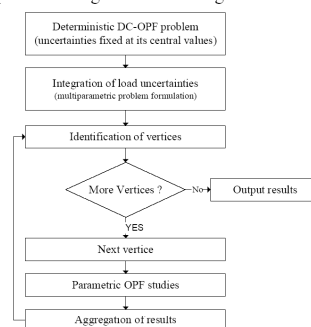 Deterministic DC-OPF problem
(uncertainties fixed at its central values)
Integration of load uncertainties
(multiparametric problem formulation)
Identification of vertices
More Vertices ?
No
Output results
YES
Next vertice
Parametric OPF studies
Aggregation of results